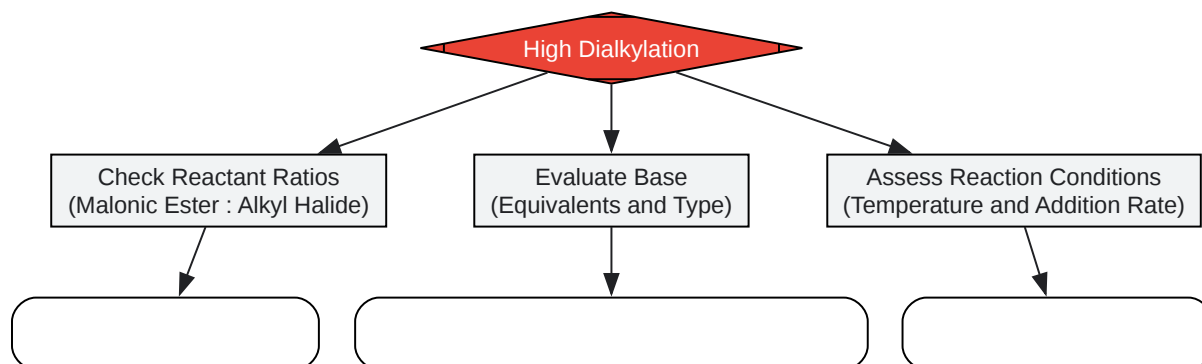 High Dialkylation
Check Reactant Ratios
(Malonic Ester : Alkyl Halide)
Evaluate Base
(Equivalents and Type)
Assess Reaction Conditions
(Temperature and Addition Rate)